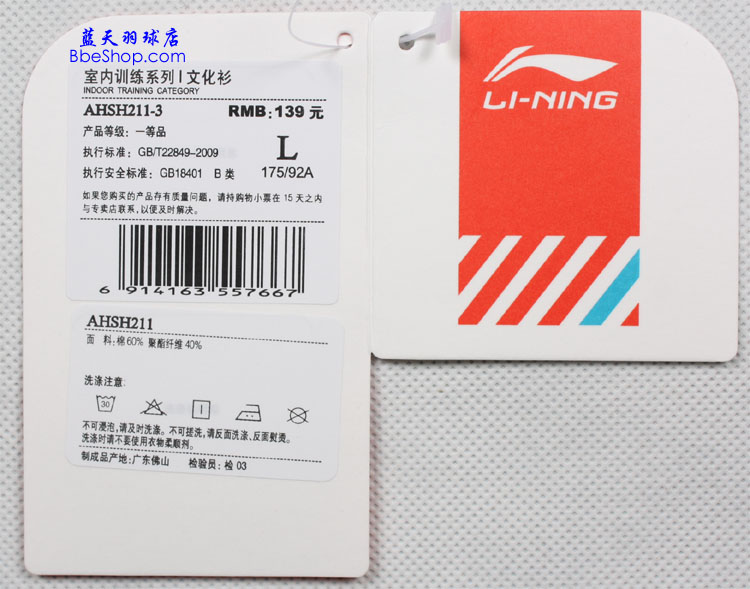 蓝天羽球店
BbeShop.com
室内训练系列 | 文化衫
INDOOR TRAINING CATEGORY
AHSH211-3 RMB: 139 元
产品等级: 一等品
执行标准: GB/T22849-2009
L
执行安全标准: GB18401 B 类
175/92A
如果您购买的产品存有质量问题, 请持购物小票在 15 天之内
与专卖店联系, 以便及时解决。
6 914163 557667
AHSH211
面 料: 棉60% 聚酯纤维 40%
洗涤注意:
30
不可浸泡, 请及时洗涤。不可搓洗, 请反面洗涤、反面熨烫。
洗涤时请不要使用衣物柔顺剂。
制成品产地: 广东佛山 检验员: 检 03
LI-NING